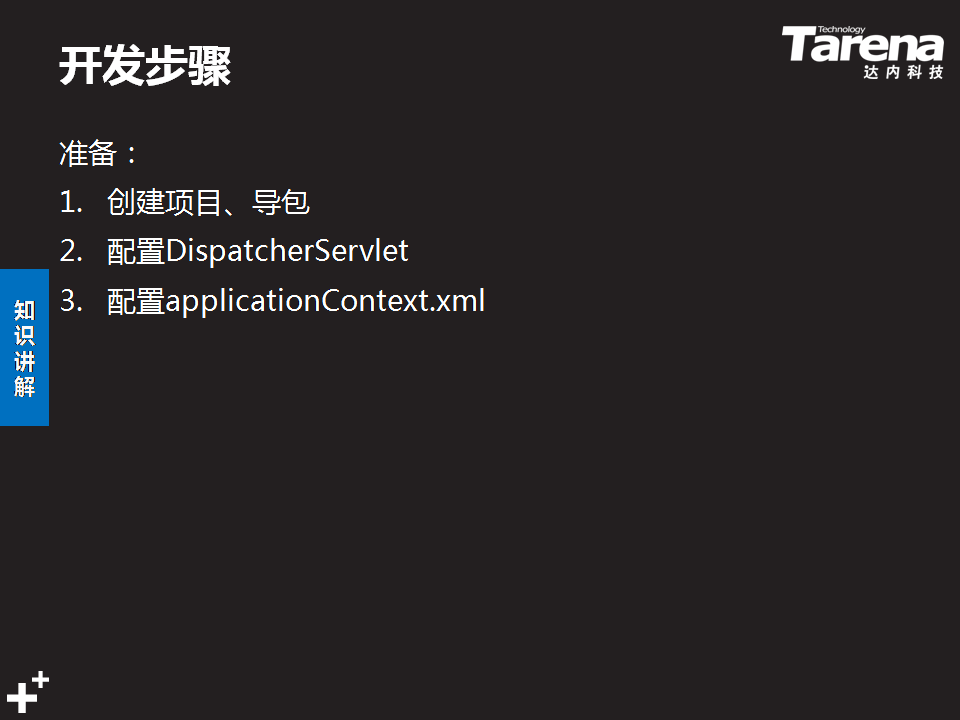 开发步骤
Technology
Tarena
达内科技
准备：
1. 创建项目、导包
2. 配置DispatcherServlet
3. 配置applicationContext.xml
知识讲解